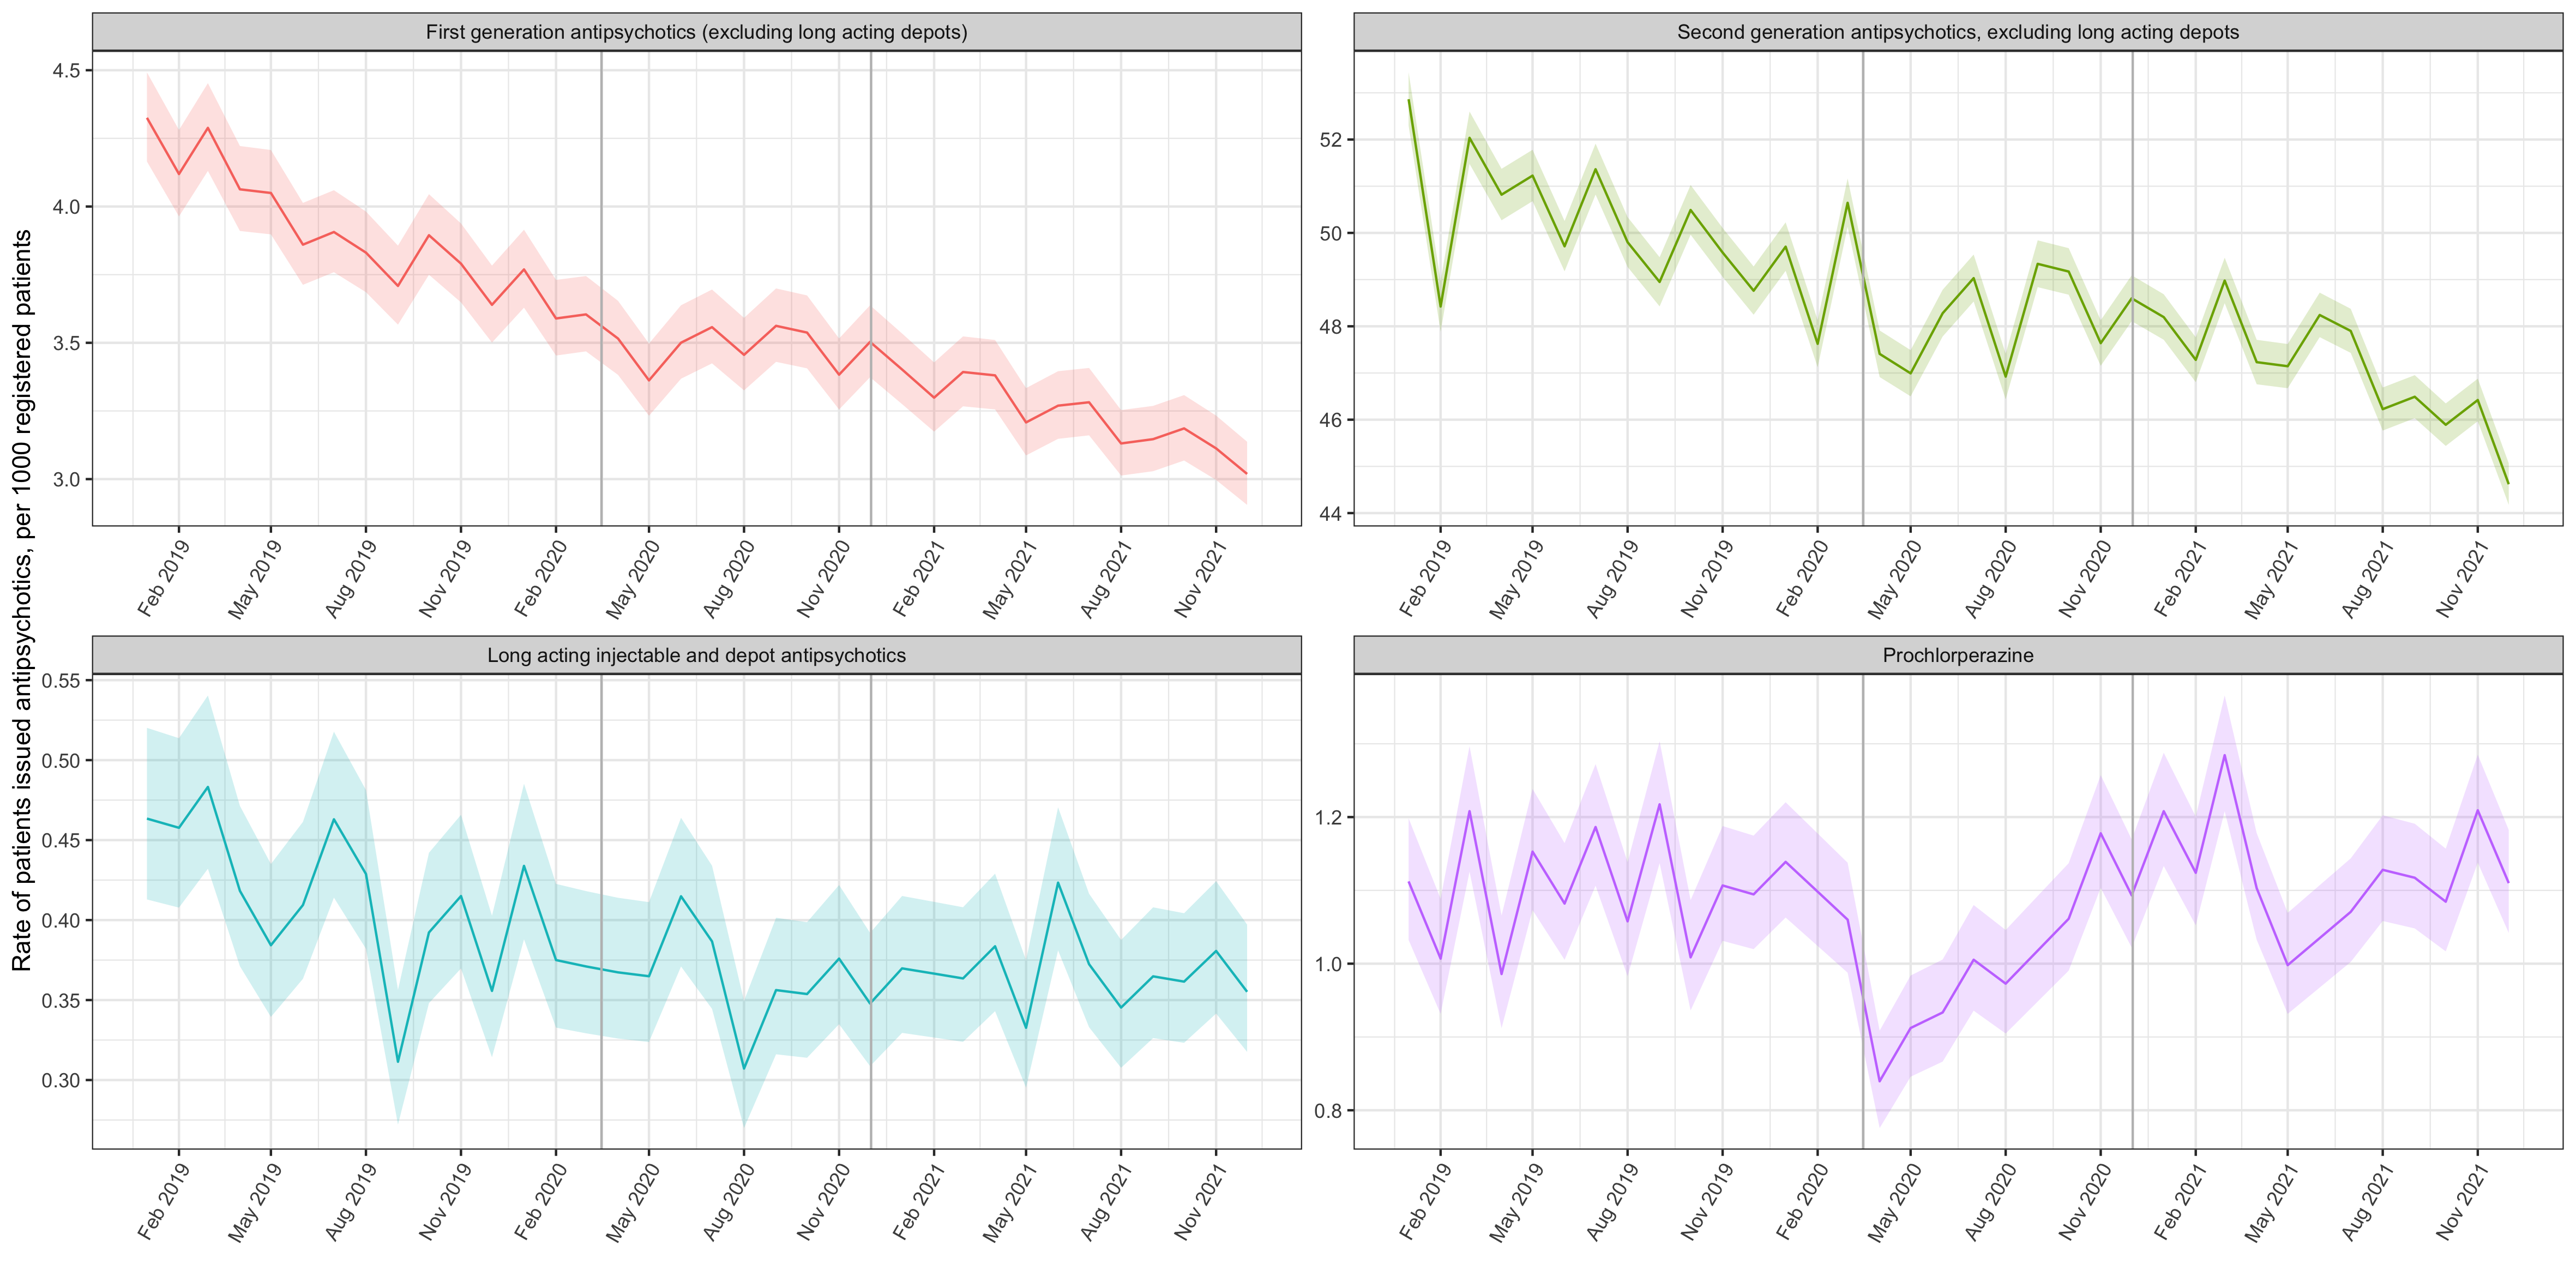 Rate of patients issued antipsychotics, per 1000 registered patients
First generation antipsychotics (excluding long acting depots)
4.5
4.0
3.5
3.0
Feb 2019
May 2019
Aug 2019
Nov 2019
Feb 2020
May 2020
Aug 2020
Nov 2020
Feb 2021
May 2021
Aug 2021
Nov 2021
Second generation antipsychotics, excluding long acting depots
52
50
48
46
44
Feb 2019
May 2019
Aug 2019
Nov 2019
Feb 2020
May 2020
Aug 2020
Nov 2020
Feb 2021
May 2021
Aug 2021
Nov 2021
Long acting injectable and depot antipsychotics
0.55
0.50
0.45
0.40
0.35
0.30
Feb 2019
May 2019
Aug 2019
Nov 2019
Feb 2020
May 2020
Aug 2020
Nov 2020
Feb 2021
May 2021
Aug 2021
Nov 2021
Prochlorperazine
1.2
1.0
0.8
Feb 2019
May 2019
Aug 2019
Nov 2019
Feb 2020
May 2020
Aug 2020
Nov 2020
Feb 2021
May 2021
Aug 2021
Nov 2021